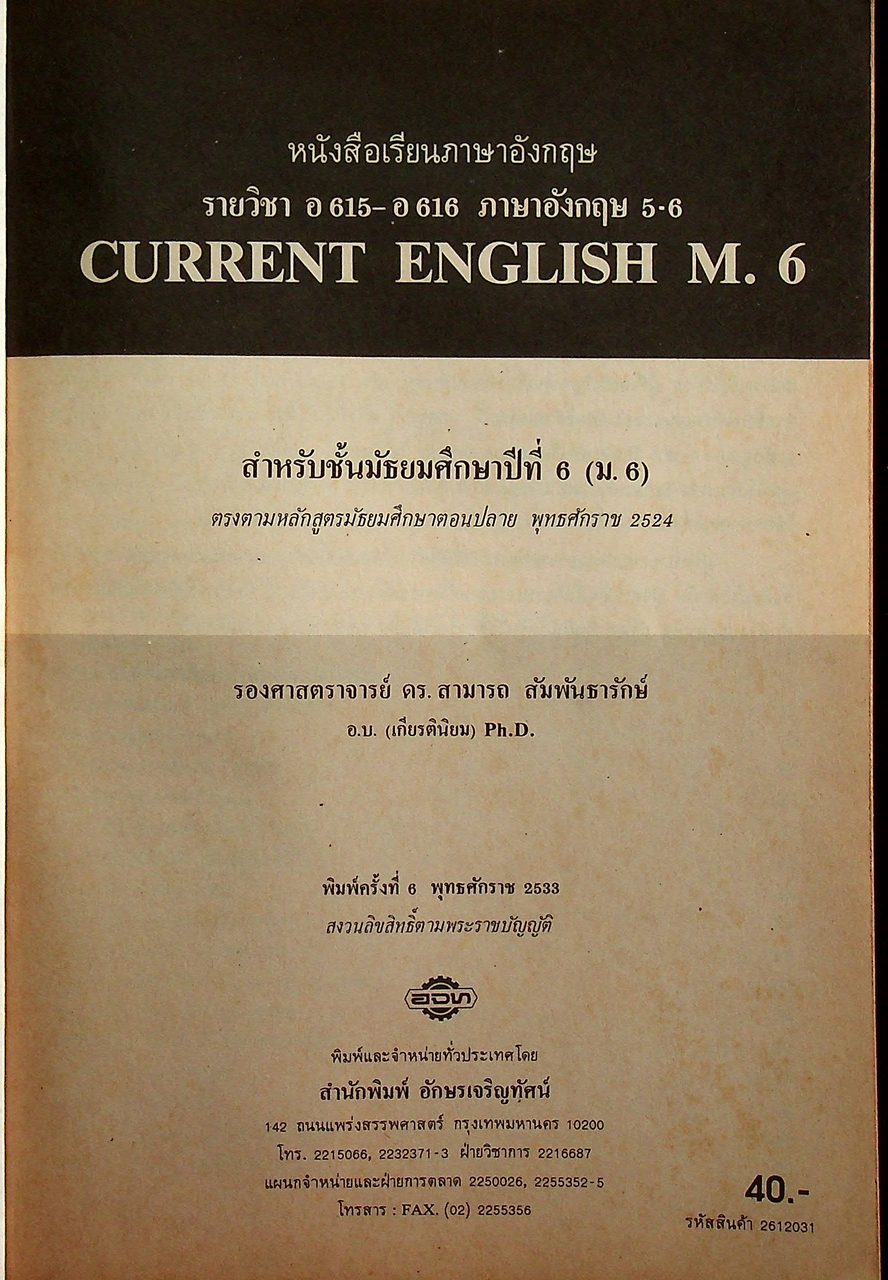 หนังสือเรียนภาษาอังกฤษ
รายวิชา อ 615– อ 616 ภาษาอังกฤษ 5-6
CURRENT ENGLISH M. 6
สำหรับชั้นมัธยมศึกษาปีที่ 6 (ม. 6)
ตรงตามหลักสูตรมัธยมศึกษาตอนปลาย พุทธศักราช 2524
รองศาสตราจารย์ ดร. สามารถ สัมพันธารักษ์
อ.บ. (เกียรตินิยม) Ph.D.
พิมพ์ครั้งที่ 6 พุทธศักราช 2533
สงวนลิขสิทธิ์ตามพระราชบัญญัติ
อจท
พิมพ์และจำหน่ายทั่วประเทศโดย
สำนักพิมพ์ อักษรเจริญทัศน์
142 ถนนแพร่งสรรพศาสตร์ กรุงเทพมหานคร 10200
โทร. 2215066, 2232371-3 ฝ่ายวิชาการ 2216687
แผนกจำหน่ายและฝ่ายการตลาด 2250026, 2255352-5
โทรสาร : FAX. (02) 2255356
40.-
รหัสสินค้า 2612031